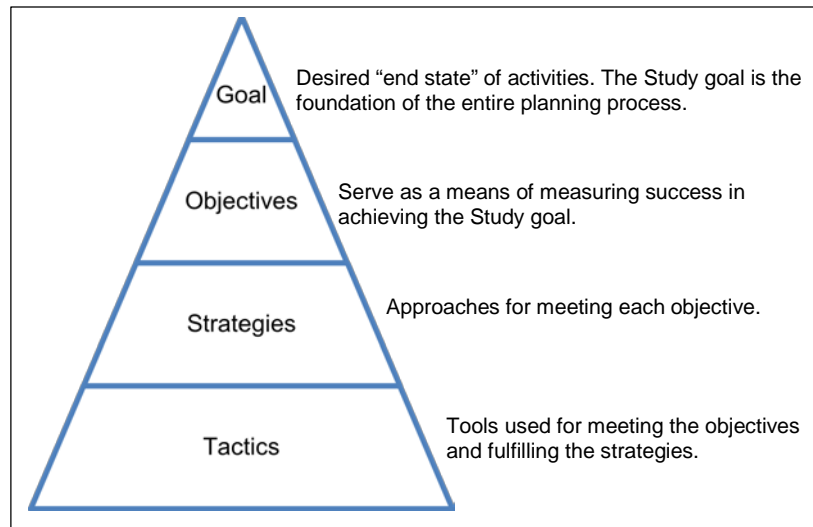 Goal
Desired “end state” of activities. The Study goal is the
foundation of the entire planning process.
Objectives
Serve as a means of measuring success in
achieving the Study goal.
Strategies
Approaches for meeting each objective.
Tactics
Tools used for meeting the objectives
and fulfilling the strategies.